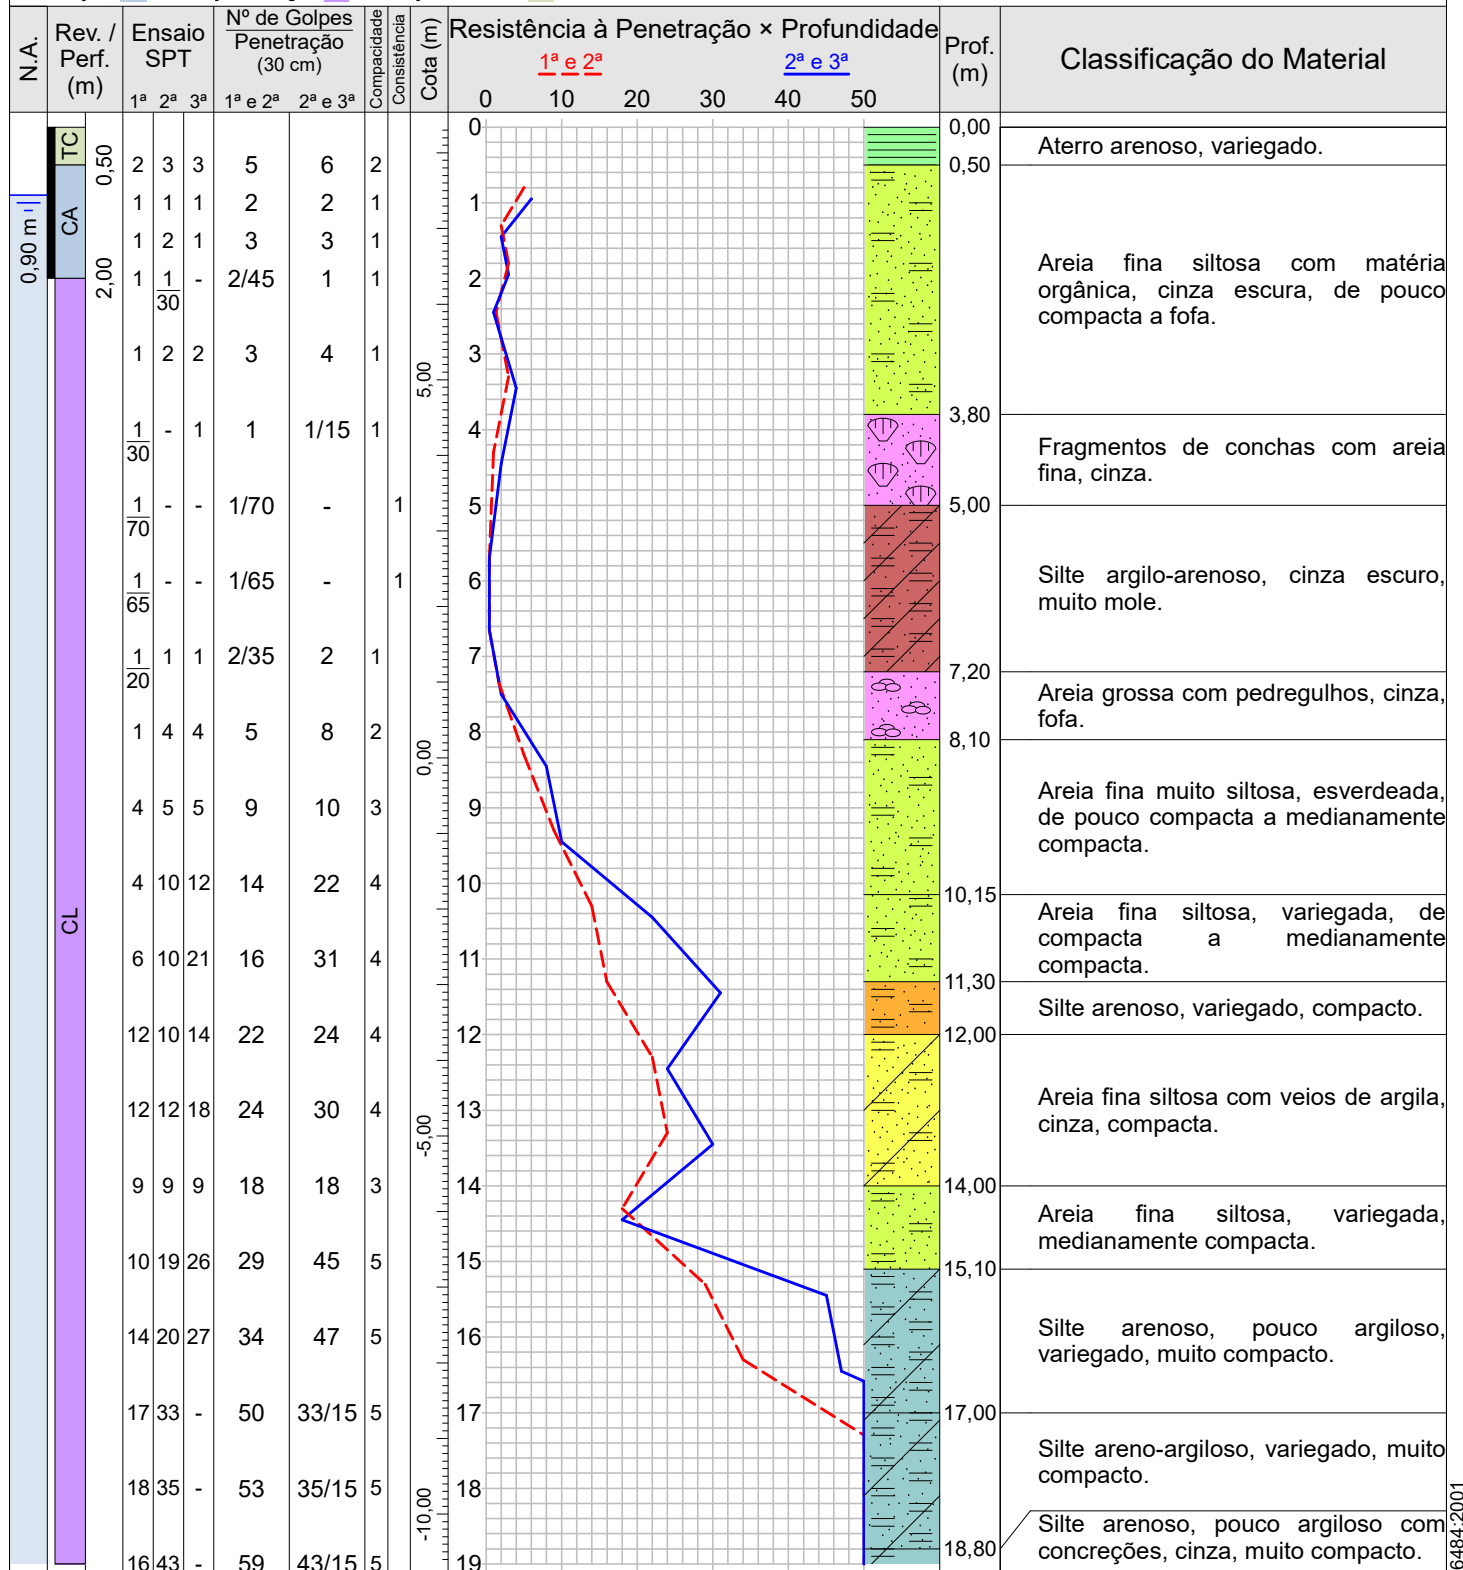 N.A.
Rev. / Perf. (m)
Ensaio SPT
1ª 2ª 3ª
Nº de Golpes
Penetração
(30 cm)
1ª e 2ª 2ª e 3ª
Compacidade
Consistência
Cota (m)
Resistência à Penetração × Profundidade
1ª e 2ª 2ª e 3ª
0 10 20 30 40 50
Prof. (m)
Classificação do Material
0,90 m
TC
CA
CL
0,50
2,00
2 3 3 5 6 2
1 1 1 2 2 1
1 2 1 3 3 1
1 1/30 - 2/45 1 1
1 2 2 3 4 1
1/30 - 1 1 1/15 1
1/70 - - 1/70 - 1
1/65 - - 1/65 - 1
1/20 1 1 2/35 2 1
1 4 4 5 8 2
4 5 5 9 10 3
4 10 12 14 22 4
6 10 21 16 31 4
12 10 14 22 24 4
12 12 18 24 30 4
9 9 9 18 18 3
10 19 26 29 45 5
14 20 27 34 47 5
17 33 - 50 33/15 5
18 35 - 53 35/15 5
16 43 - 59 43/15 5
5,00
0,00
-5,00
-10,00
0
1
2
3
4
5
6
7
8
9
10
11
12
13
14
15
16
17
18
19
0,00
Aterro arenoso, variegado.
0,50
Areia fina siltosa com matéria
orgânica, cinza escura, de pouco
compacta a fofa.
3,80
Fragmentos de conchas com areia
fina, cinza.
5,00
Silte argilo-arenoso, cinza escuro,
muito mole.
7,20
Areia grossa com pedregulhos, cinza,
fofa.
8,10
Areia fina muito siltosa, esverdeada,
de pouco compacta a medianamente
compacta.
10,15
Areia fina siltosa, variegada, de
compacta a medianamente
compacta.
11,30
Silte arenoso, variegado, compacto.
12,00
Areia fina siltosa com veios de argila,
cinza, compacta.
14,00
Areia fina siltosa, variegada,
medianamente compacta.
15,10
Silte arenoso, pouco argiloso,
variegado, muito compacto.
17,00
Silte areno-argiloso, variegado, muito
compacto.
18,80
Silte arenoso, pouco argiloso com
concreções, cinza, muito compacto.
6484:2001